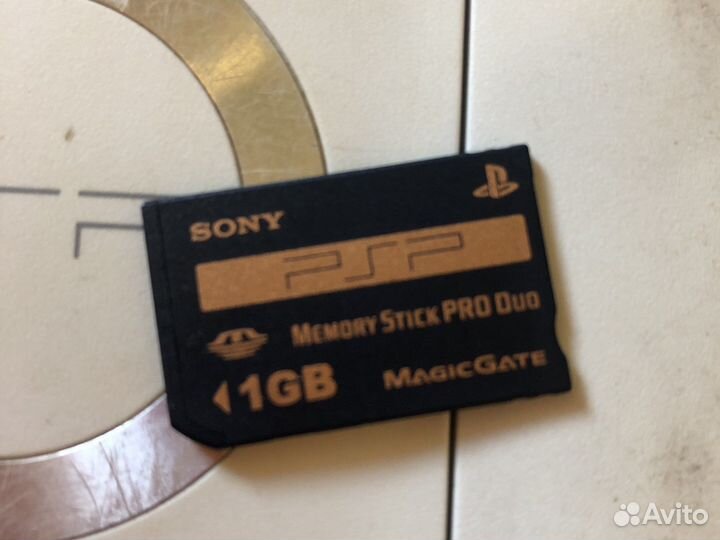 SONY
PSP
MEMORY STICK PRO DUO
1GB
MAGICGATE
Avito